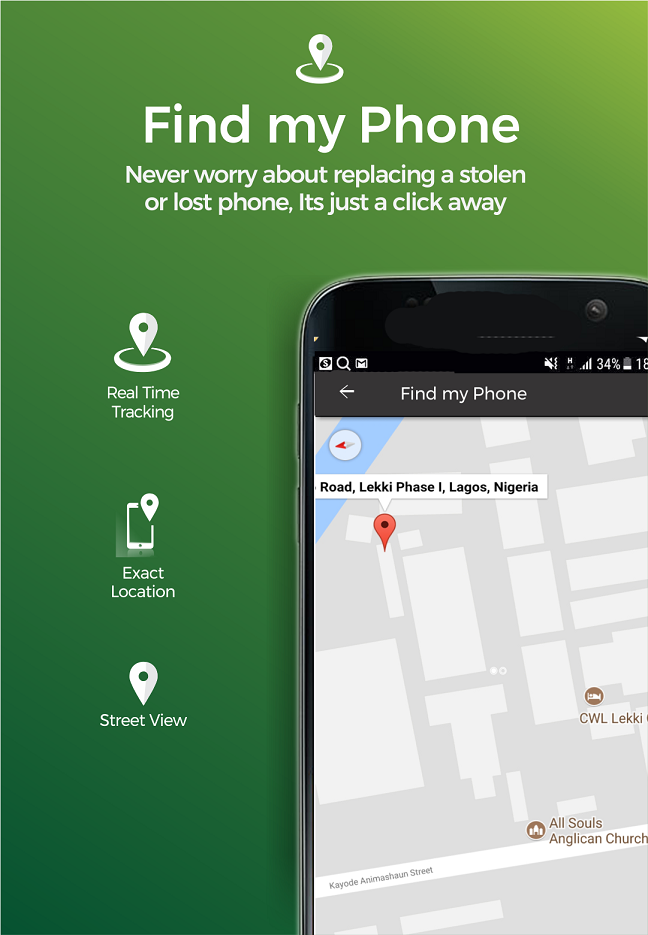 Find my Phone
Never worry about replacing a stolen
or lost phone, Its just a click away
Real Time
Tracking
Exact
Location
Street View
H
34%
18
Find my Phone
Road, Lekki Phase I, Lagos, Nigeria
CWL Lekki
All Souls
Anglican Church
Kayode Animashaun Street